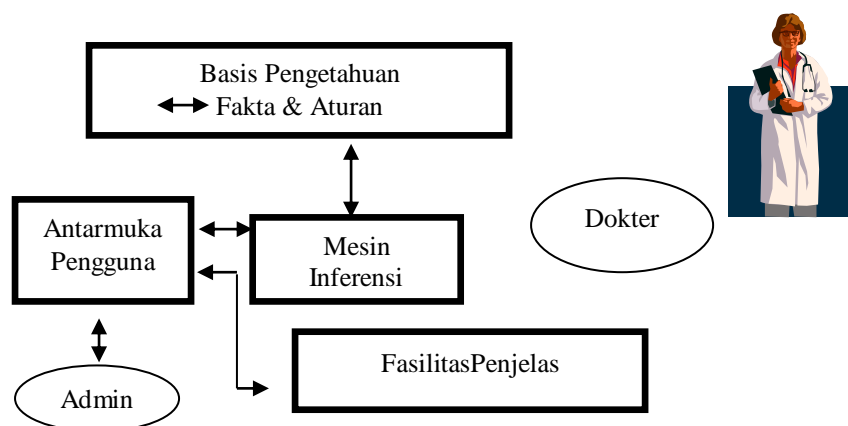 Basis Pengetahuan
Fakta & Aturan
Antarmuka
Pengguna
Mesin
Inferensi
Dokter
FasilitasPenjelas
Admin